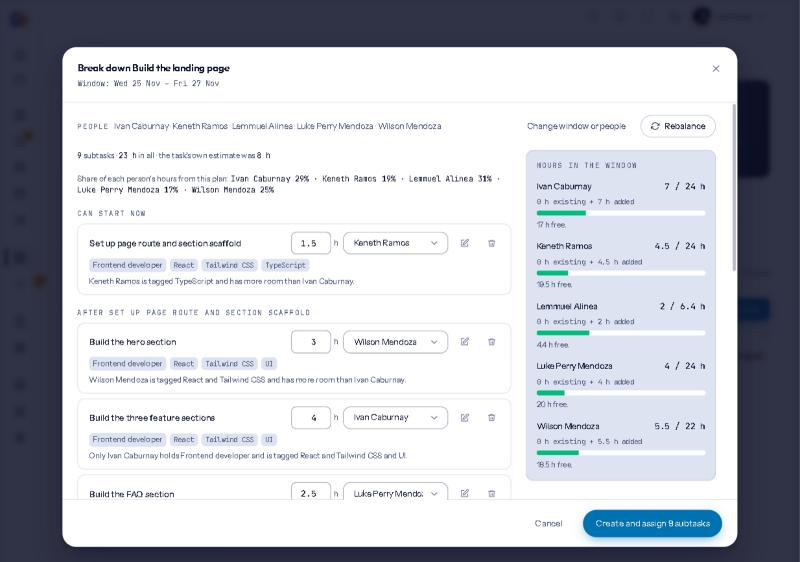 Break down Build the landing page
Window: Wed 25 Nov – Fri 27 Nov
PEOPLE Ivan Caburnay· Keneth Ramos· Lemmuel Alinea· Luke Perry Mendoza· Wilson Mendoza
Change window or people
Rebalance
9 subtasks· 23 h in all· the task's own estimate was 8 h
Share of each person's hours from this plan: Ivan Caburnay 29% · Keneth Ramos 19% · Lemmuel Alinea 31% ·
Luke Perry Mendoza 17% · Wilson Mendoza 25%
CAN START NOW
Set up page route and section scaffold
1.5 h Keneth Ramos
Frontend developer React Tailwind CSS TypeScript
Keneth Ramos is tagged TypeScript and has more room than Ivan Caburnay.
AFTER SET UP PAGE ROUTE AND SECTION SCAFFOLD
Build the hero section
3 h Wilson Mendoza
Frontend developer React Tailwind CSS UI
Wilson Mendoza is tagged React and Tailwind CSS and has more room than Ivan Caburnay.
Build the three feature sections
4 h Ivan Caburnay
Frontend developer React Tailwind CSS UI
Only Ivan Caburnay holds Frontend developer and is tagged React and Tailwind CSS and UI.
Build the FAQ section
2.5 h Luke Perry Mendoz
HOURS IN THE WINDOW
Ivan Caburnay 7 / 24 h
0 h existing + 7 h added
17 h free.
Keneth Ramos 4.5 / 24 h
0 h existing + 4.5 h added
19.5 h free.
Lemmuel Alinea 2 / 6.4 h
0 h existing + 2 h added
4.4 h free.
Luke Perry Mendoza 4 / 24 h
0 h existing + 4 h added
20 h free.
Wilson Mendoza 5.5 / 22 h
0 h existing + 5.5 h added
16.5 h free.
Cancel
Create and assign 9 subtasks